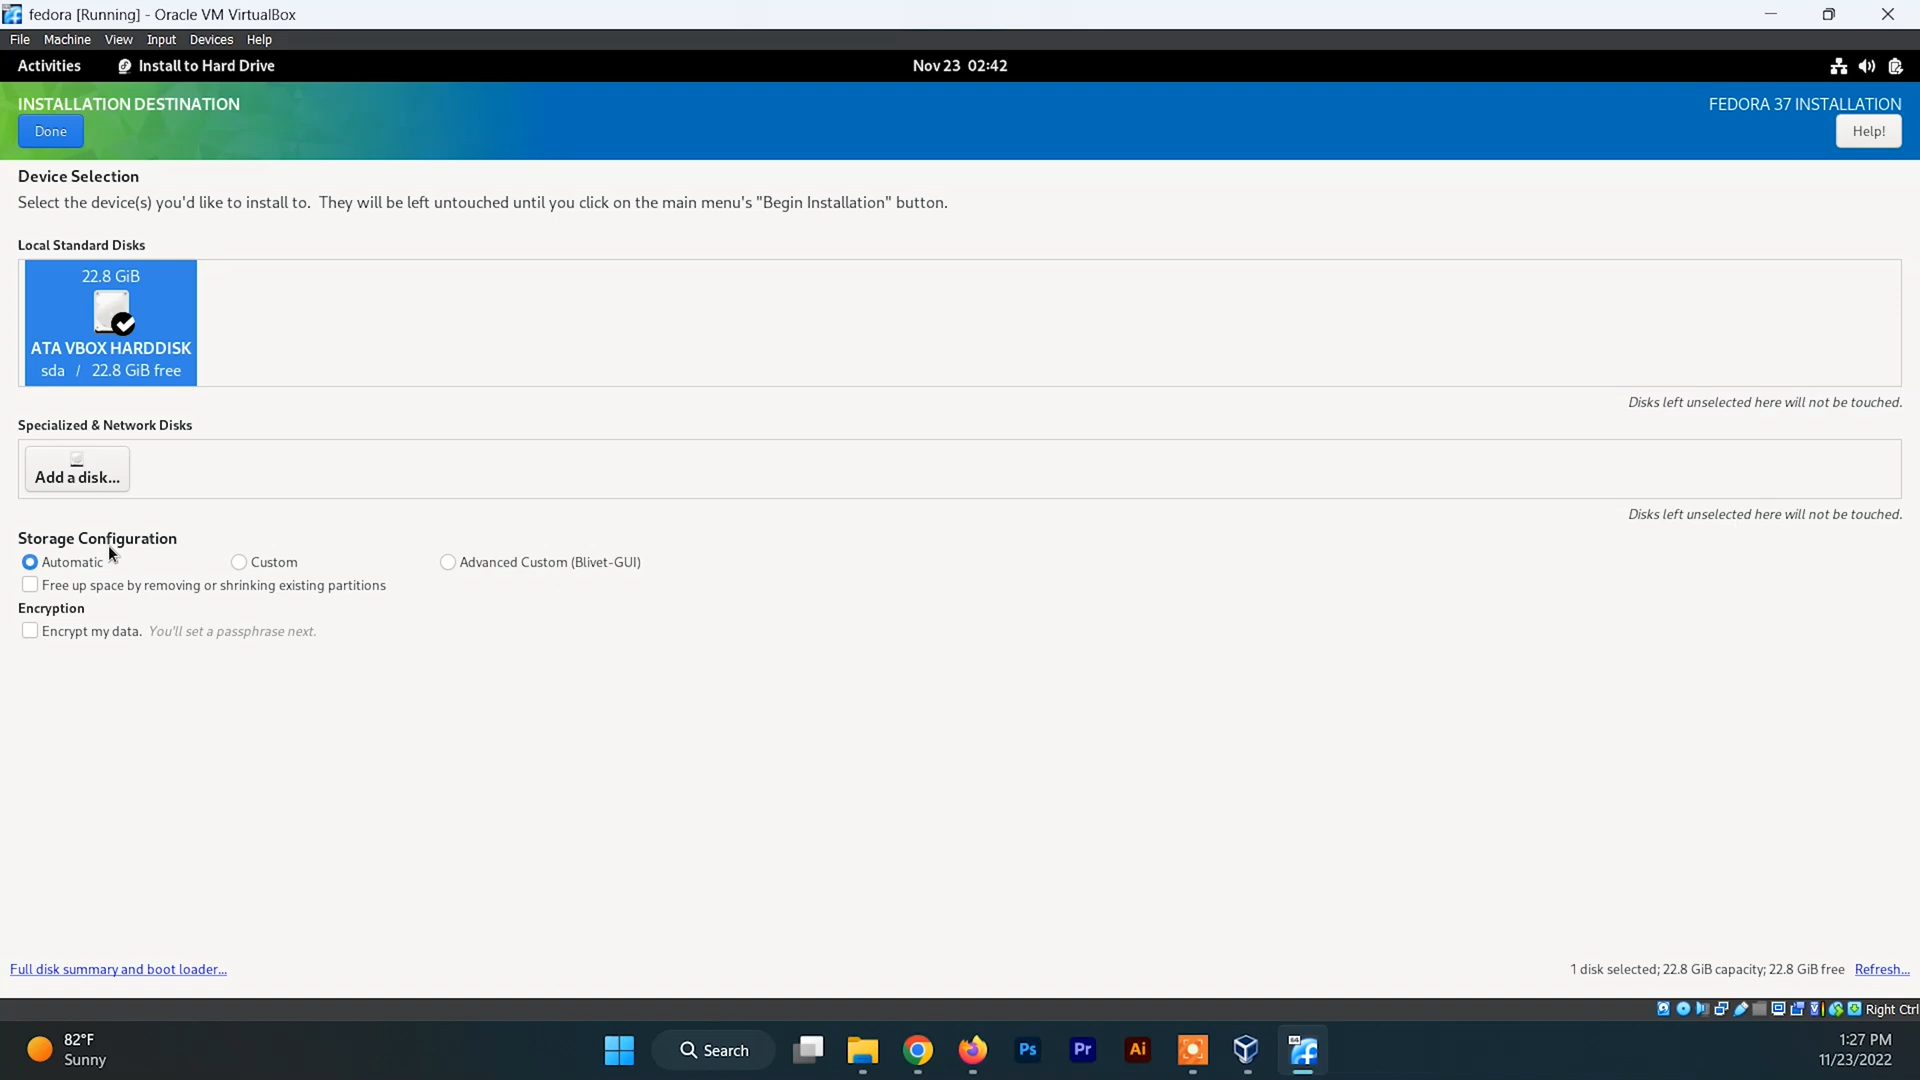 fedora [Running] - Oracle VM VirtualBox
File Machine View Input Devices Help
Activities Install to Hard Drive Nov 23 02:42
INSTALLATION DESTINATION FEDORA 37 INSTALLATION
Done Help!
Device Selection
Select the device(s) you'd like to install to. They will be left untouched until you click on the main menu's "Begin Installation" button.
Local Standard Disks
22.8 GiB
ATA VBOX HARDDISK
sda / 22.8 GiB free
Disks left unselected here will not be touched.
Specialized & Network Disks
Add a disk...
Disks left unselected here will not be touched.
Storage Configuration
Automatic Custom Advanced Custom (Blivet-GUI)
Free up space by removing or shrinking existing partitions
Encryption
Encrypt my data. You'll set a passphrase next.
Full disk summary and boot loader... 1 disk selected; 22.8 GiB capacity; 22.8 GiB free Refresh...
Right Ctrl
82°F
Sunny
Search
Ps Pr Ai
64
1:27 PM
11/23/2022